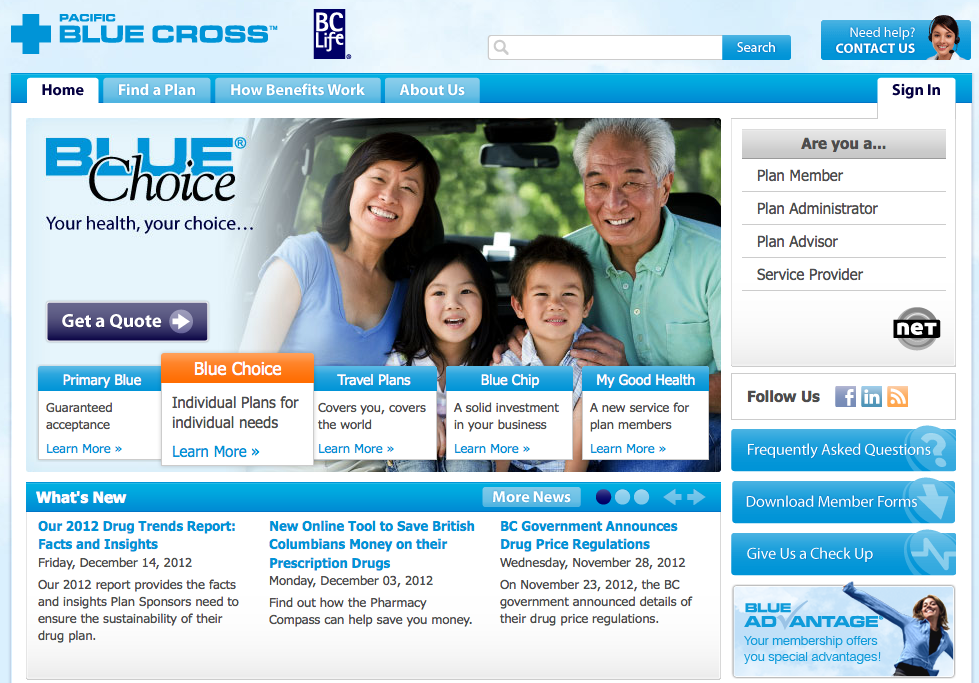 PACIFIC
BLUE CROSS™
BC
Life®
Search
Need help?
CONTACT US
Home
Find a Plan
How Benefits Work
About Us
Sign In
BLUE®
Choice
Your health, your choice…
Get a Quote
Are you a...
Plan Member
Plan Administrator
Plan Advisor
Service Provider
net
Primary Blue
Guaranteed
acceptance
Learn More »
Blue Choice
Individual Plans for
individual needs
Learn More »
Travel Plans
Covers you, covers
the world
Learn More »
Blue Chip
A solid investment
in your business
Learn More »
My Good Health
A new service for
plan members
Learn More »
Follow Us
f
in
Frequently Asked Questions
?
Download Member Forms
Give Us a Check Up
BLUE
ADVANTAGE®
Your membership offers
you special advantages!
What's New
More News
Our 2012 Drug Trends Report:
Facts and Insights
Friday, December 14, 2012
Our 2012 report provides the facts
and insights Plan Sponsors need to
ensure the sustainability of their
drug plan.
New Online Tool to Save British
Columbians Money on their
Prescription Drugs
Monday, December 03, 2012
Find out how the Pharmacy
Compass can help save you money.
BC Government Announces
Drug Price Regulations
Wednesday, November 28, 2012
On November 23, 2012, the BC
government announced details of
their drug price regulations.